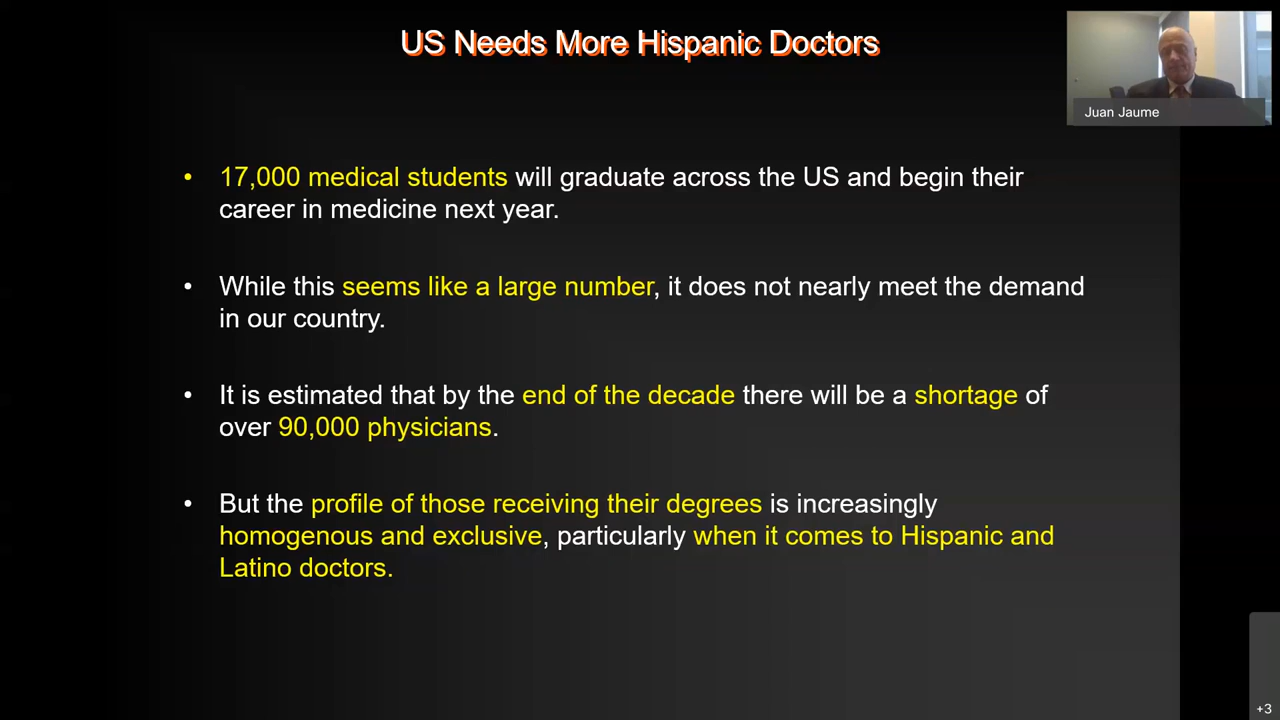 US Needs More Hispanic Doctors
Juan Jaume
• 17,000 medical students will graduate across the US and begin their
career in medicine next year.
• While this seems like a large number, it does not nearly meet the demand
in our country.
• It is estimated that by the end of the decade there will be a shortage of
over 90,000 physicians.
• But the profile of those receiving their degrees is increasingly
homogenous and exclusive, particularly when it comes to Hispanic and
Latino doctors.
+3